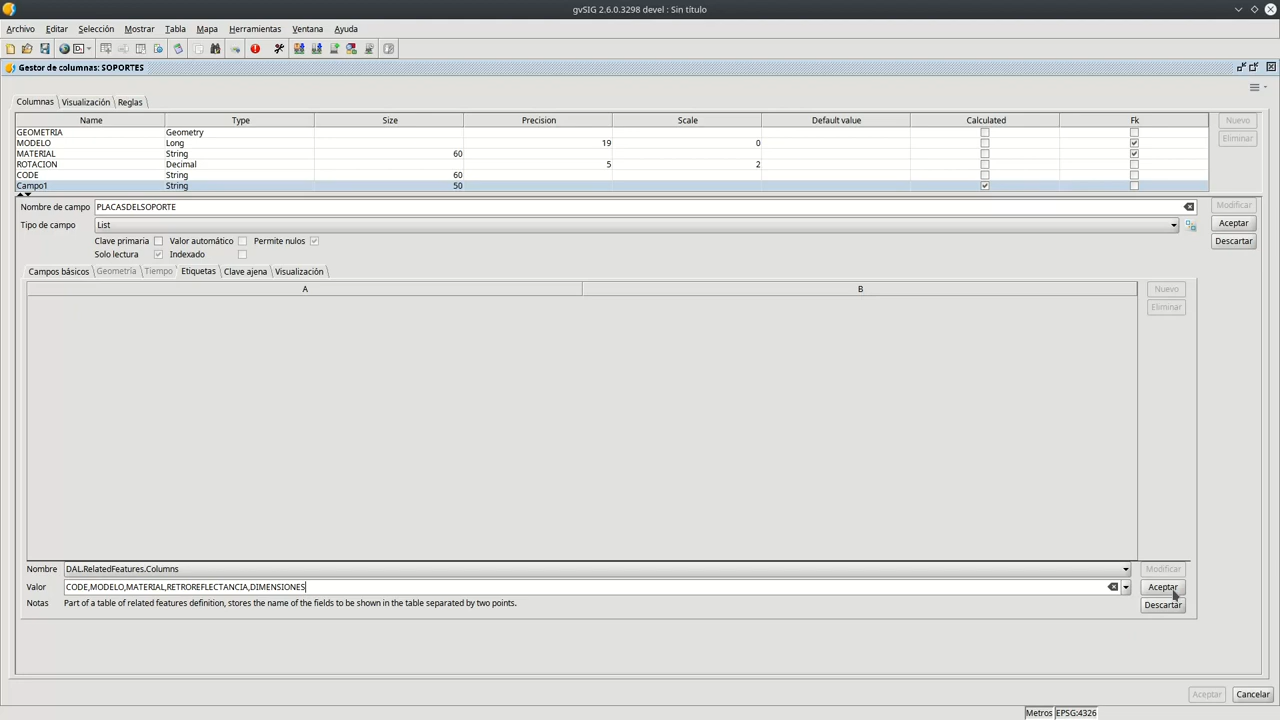 gvSIG 2.6.0.3298 devel : Sin título
Archivo Editar Selección Mostrar Tabla Mapa Herramientas Ventana Ayuda
Gestor de columnas: SOPORTES
Columnas Visualización Reglas
Name Type Size Precision Scale Default value Calculated Fk Nuevo
GEOMETRIA Geometry
Eliminar
MODELO Long 19 0
MATERIAL String 60
ROTACION Decimal 5 2
CODE String 60
Campo1 String 50
Nombre de campo PLACASDELSOPORTE Modificar
Tipo de campo List Aceptar
Clave primaria Valor automático Permite nulos Descartar
Solo lectura Indexado
Campos básicos Geometría Tiempo Etiquetas Clave ajena Visualización
A B Nuevo
Eliminar
Nombre DAL.RelatedFeatures.Columns Modificar
Valor CODE,MODELO,MATERIAL,RETROREFLECTANCIA,DIMENSIONES Aceptar
Notas Part of a table of related features definition, stores the name of the fields to be shown in the table separated by two points. Descartar
Aceptar Cancelar
Metros EPSG:4326